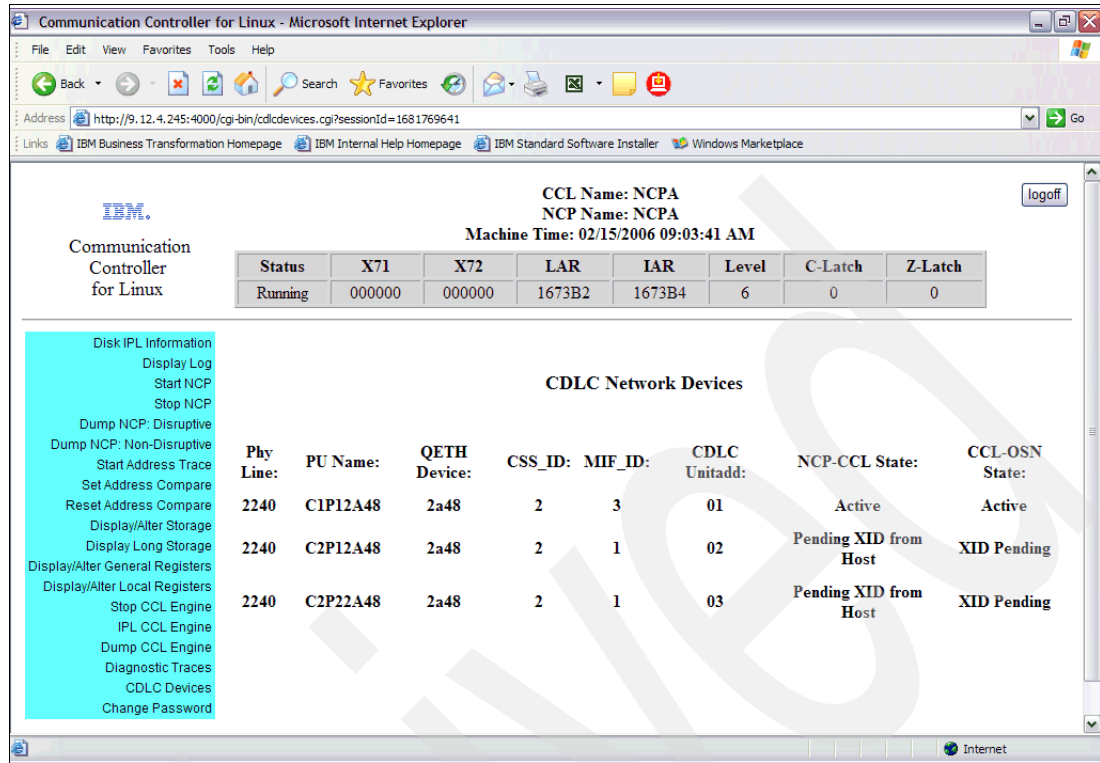 Communication Controller for Linux - Microsoft Internet Explorer
File Edit View Favorites Tools Help
Back Search Favorites
Address http://9.12.4.245:4000/cgi-bin/cdlcdevices.cgi?sessionId=1681769641 Go
Links IBM Business Transformation Homepage IBM Internal Help Homepage IBM Standard Software Installer Windows Marketplace
IBM.
Communication
Controller
for Linux
CCL Name: NCPA
NCP Name: NCPA
Machine Time: 02/15/2006 09:03:41 AM
logoff
Status X71 X72 LAR IAR Level C-Latch Z-Latch
Running 000000 000000 1673B2 1673B4 6 0 0
Disk IPL Information
Display Log
Start NCP
Stop NCP
Dump NCP: Disruptive
Dump NCP: Non-Disruptive
Start Address Trace
Set Address Compare
Reset Address Compare
Display/Alter Storage
Display Long Storage
Display/Alter General Registers
Display/Alter Local Registers
Stop CCL Engine
IPL CCL Engine
Dump CCL Engine
Diagnostic Traces
CDLC Devices
Change Password
CDLC Network Devices
Phy Line: PU Name: QETH Device: CSS_ID: MIF_ID: CDLC Unitadd: NCP-CCL State: CCL-OSN State:
2240 C1P12A48 2a48 2 3 01 Active Active
2240 C2P12A48 2a48 2 1 02 Pending XID from Host XID Pending
2240 C2P22A48 2a48 2 1 03 Pending XID from Host XID Pending
Internet